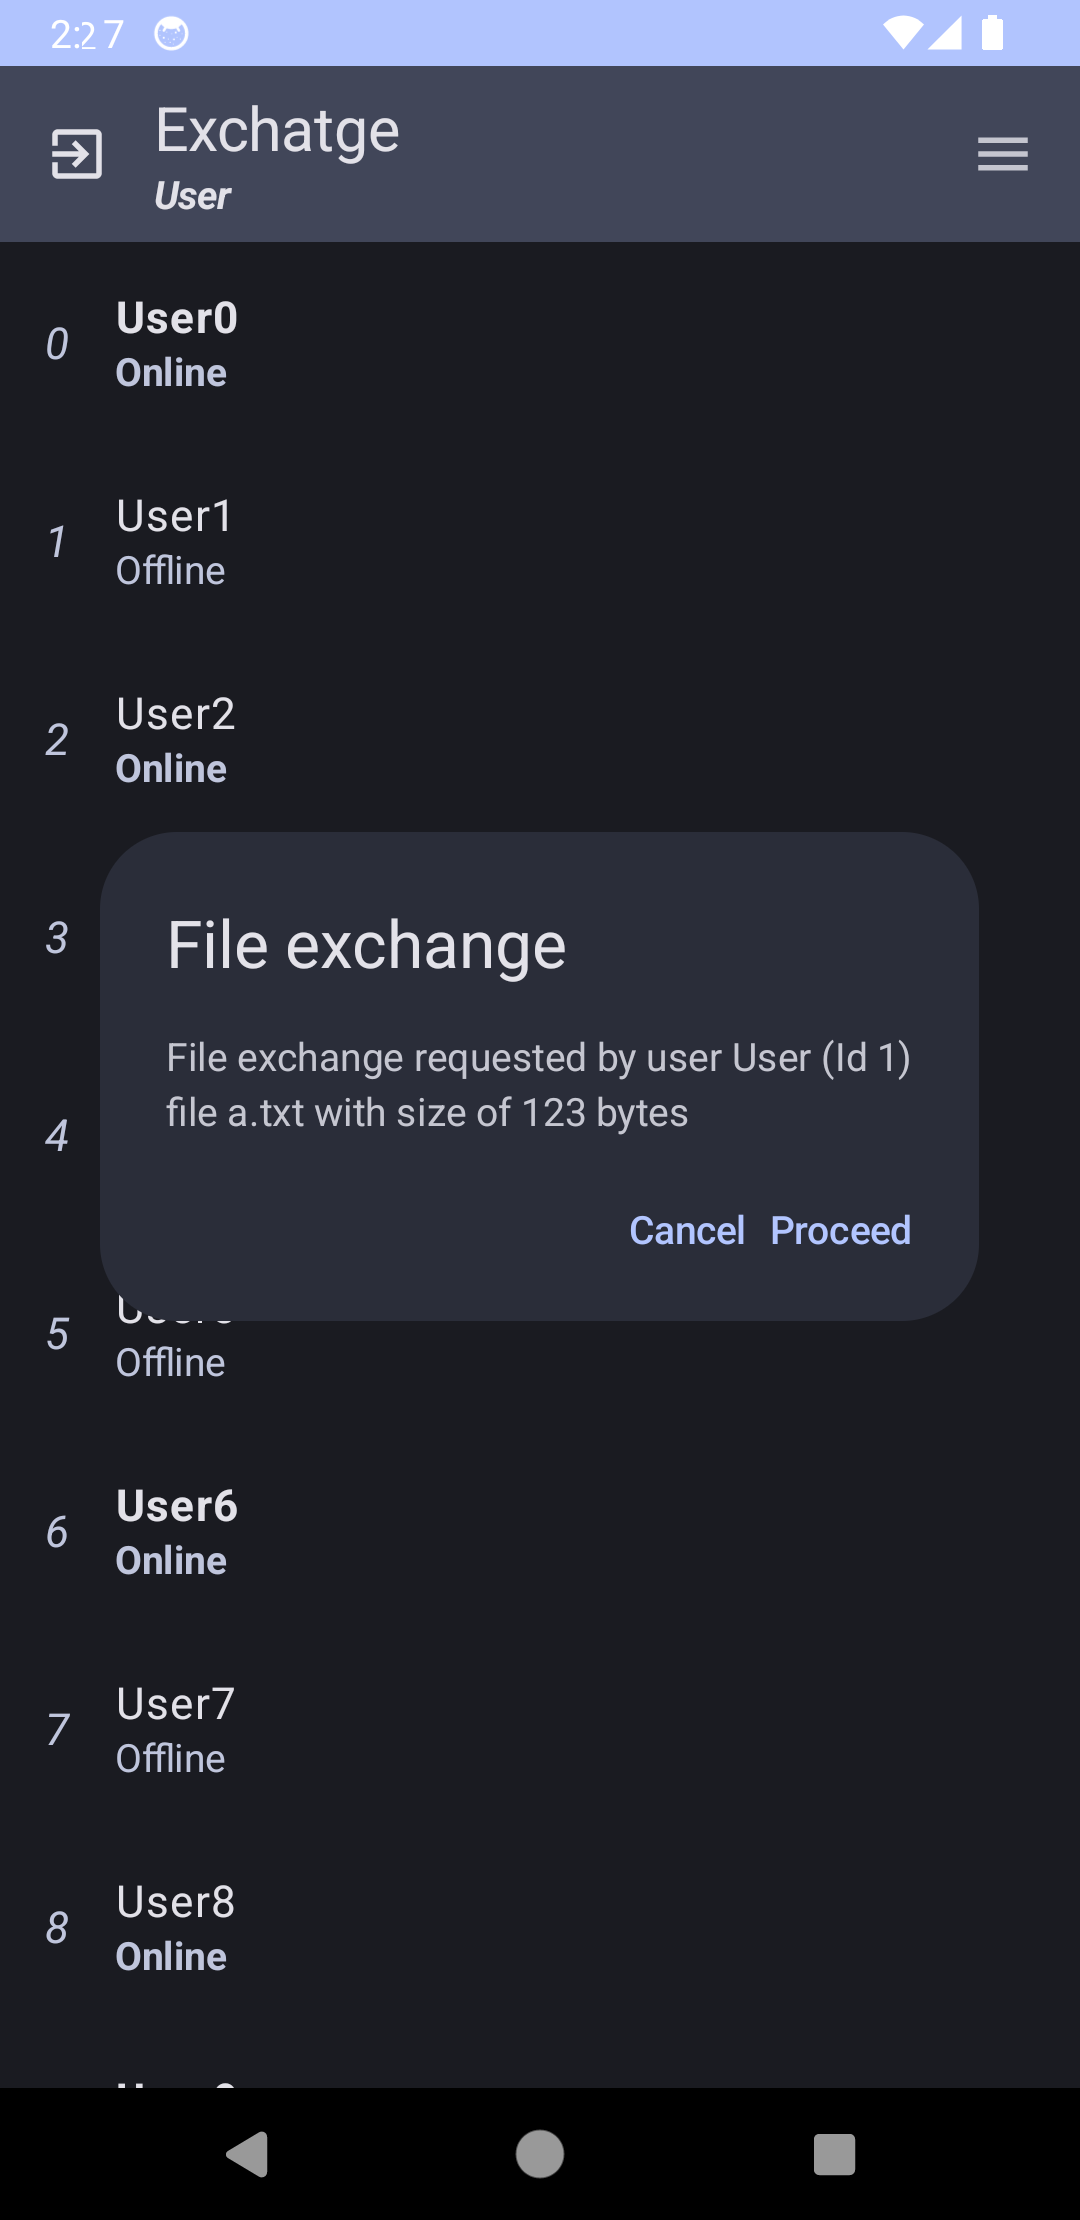 2:27
Exchatge
User
0
User0
Online
1
User1
Offline
2
User2
Online
3
File exchange
File exchange requested by user User (Id 1)
file a.txt with size of 123 bytes
4
Cancel Proceed
5
Offline
6
User6
Online
7
User7
Offline
8
User8
Online